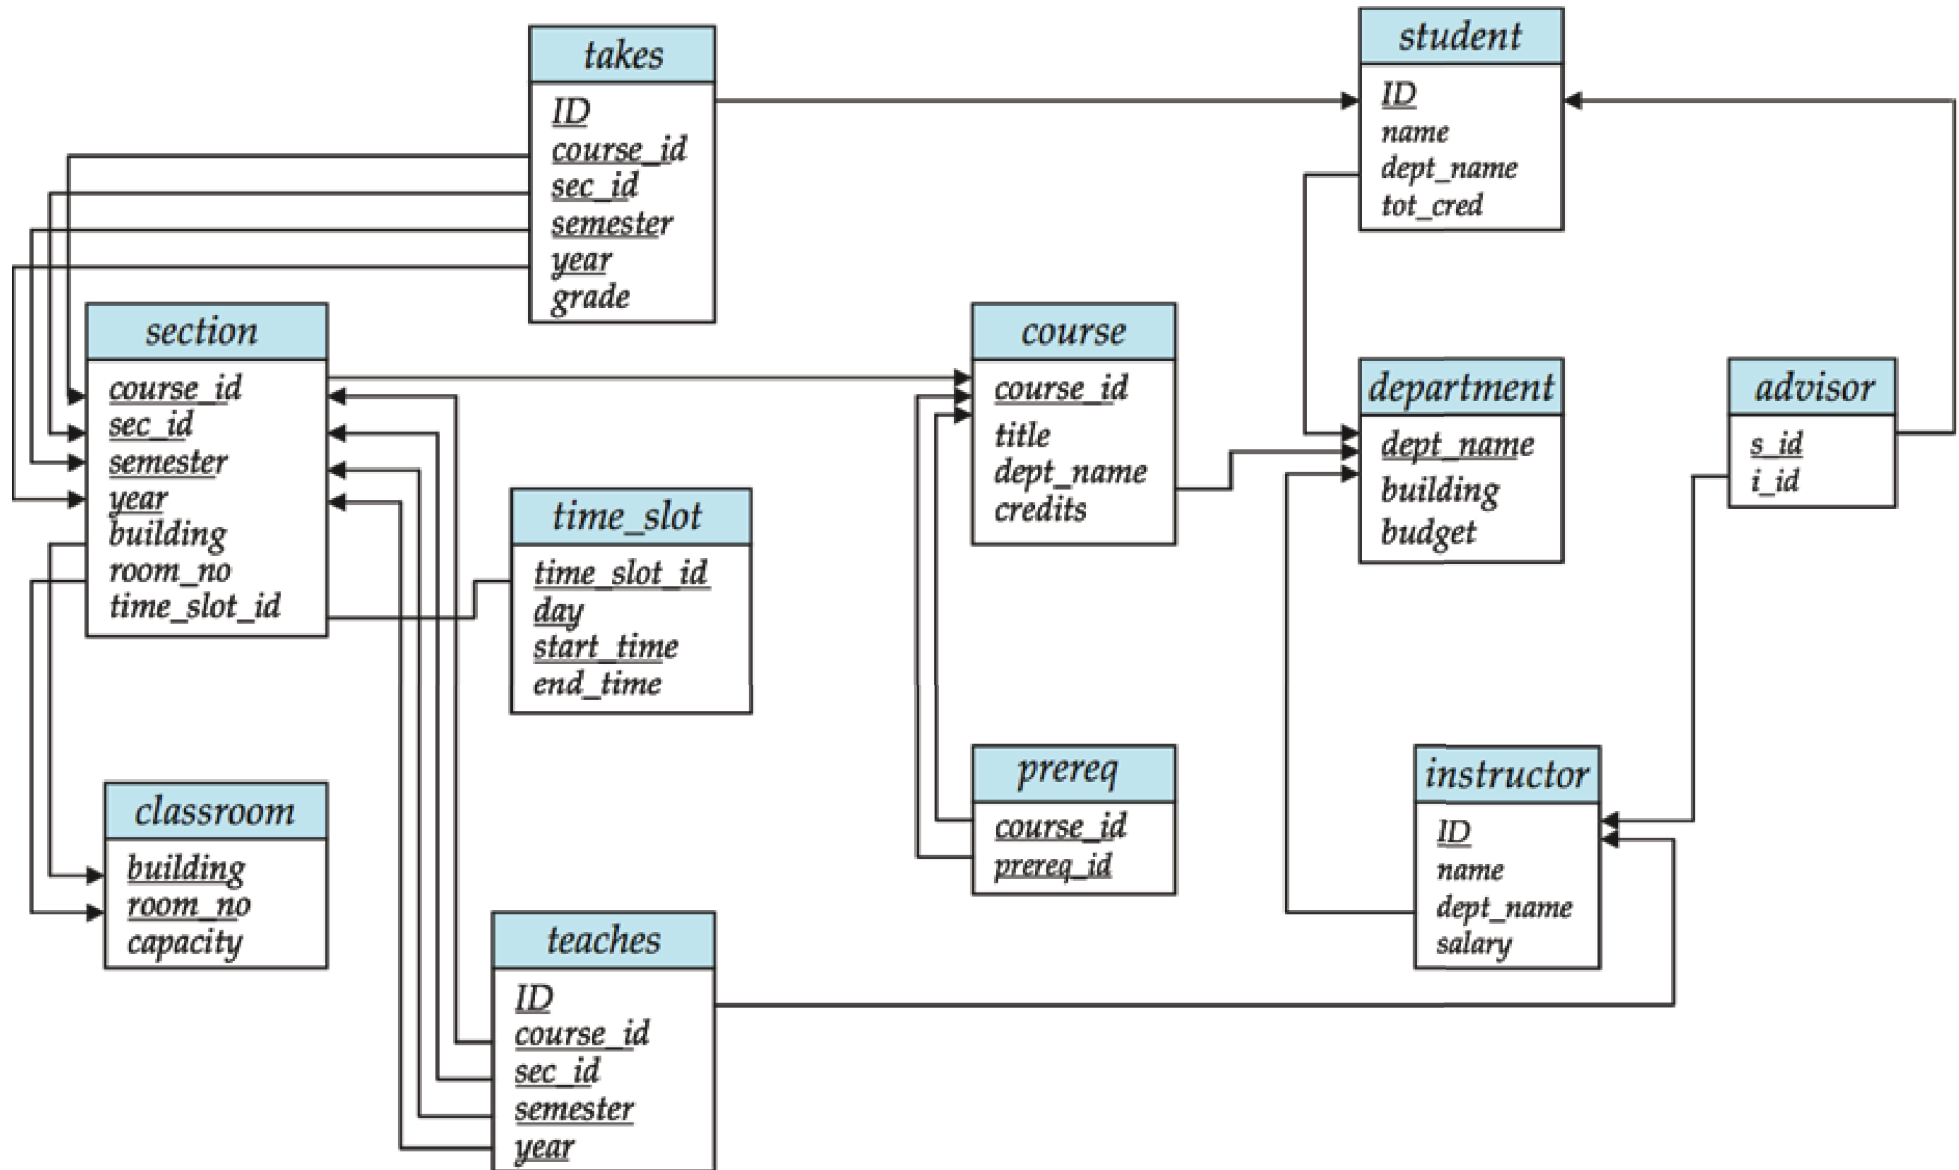 takes
ID
course_id
sec_id
semester
year
grade
student
ID
name
dept_name
tot_cred
section
course_id
sec_id
semester
year
building
room_no
time_slot_id
time_slot
time_slot_id
day
start_time
end_time
course
course_id
title
dept_name
credits
department
dept_name
building
budget
advisor
s_id
i_id
classroom
building
room_no
capacity
prereq
course_id
prereq_id
instructor
ID
name
dept_name
salary
teaches
ID
course_id
sec_id
semester
year